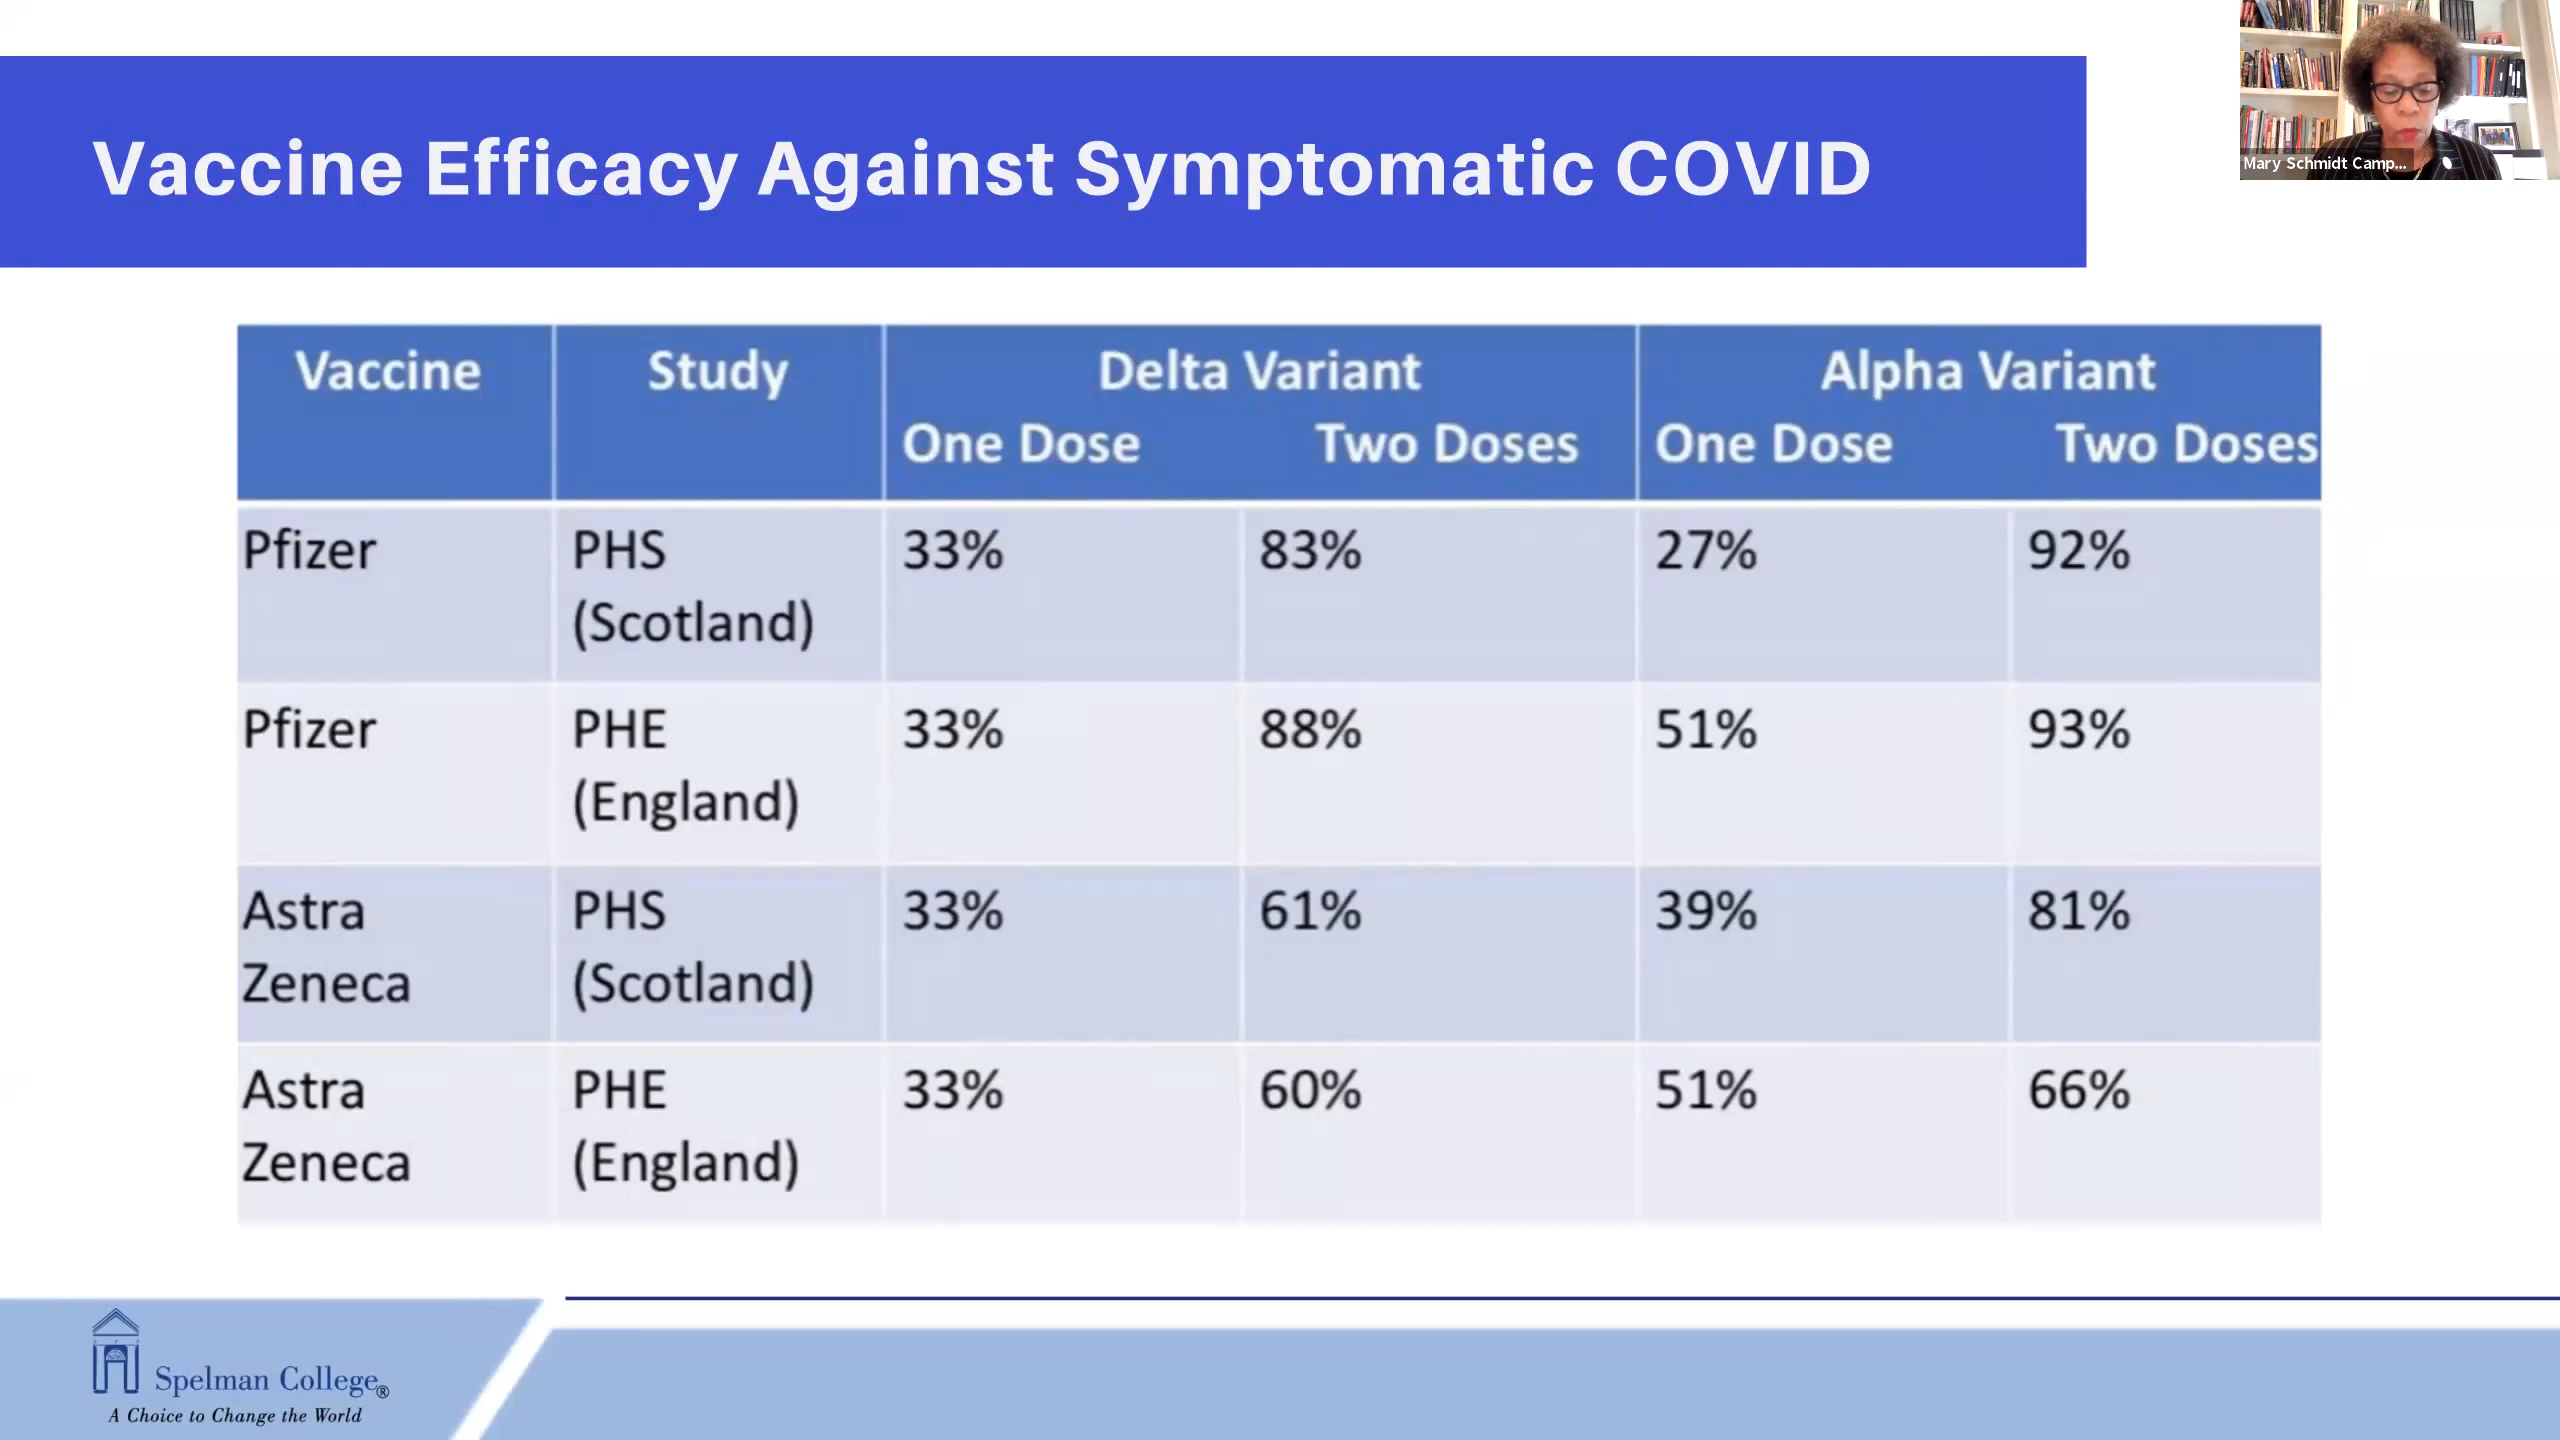 Vaccine Efficacy Against Symptomatic COVID
Mary Schmidt Camp...
Vaccine Study Delta Variant Alpha Variant
One Dose Two Doses One Dose Two Doses
Pfizer PHS 33% 83% 27% 92%
(Scotland)
Pfizer PHE 33% 88% 51% 93%
(England)
Astra PHS 33% 61% 39% 81%
Zeneca (Scotland)
Astra PHE 33% 60% 51% 66%
Zeneca (England)
Spelman College®
A Choice to Change the World